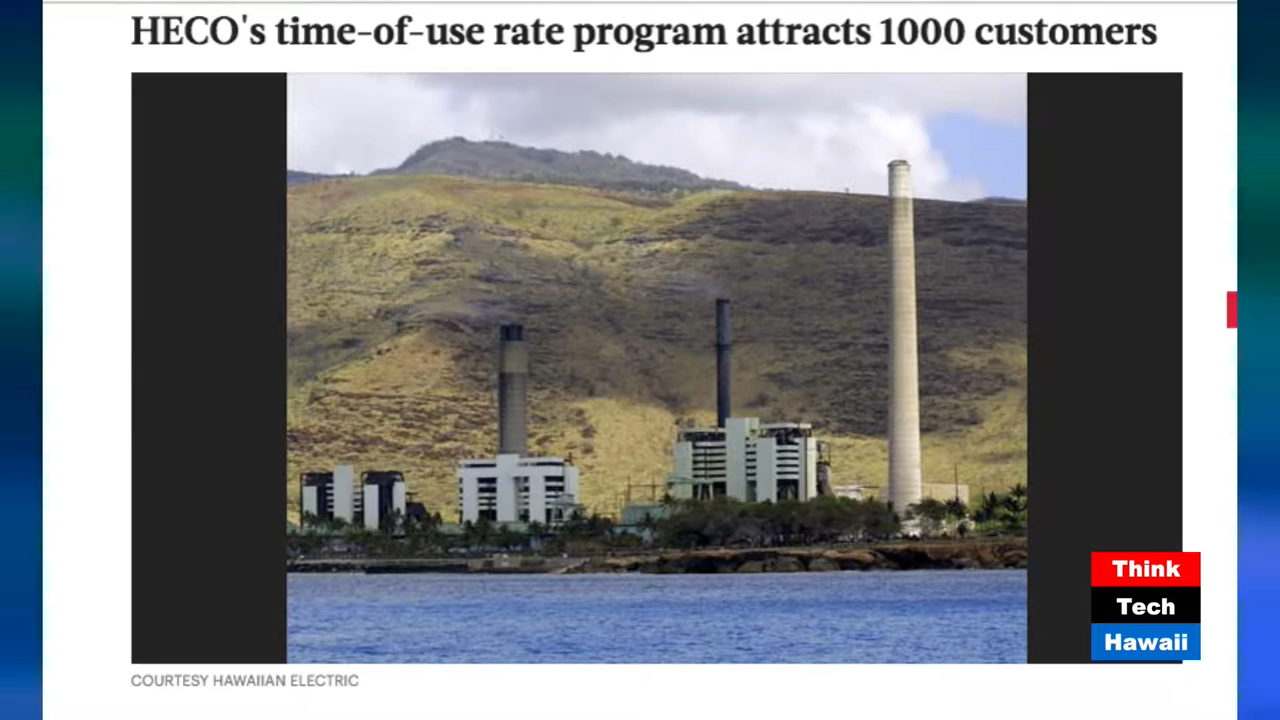 HECO's time-of-use rate program attracts 1000 customers
Think
Tech
Hawaii
COURTESY HAWAIIAN ELECTRIC